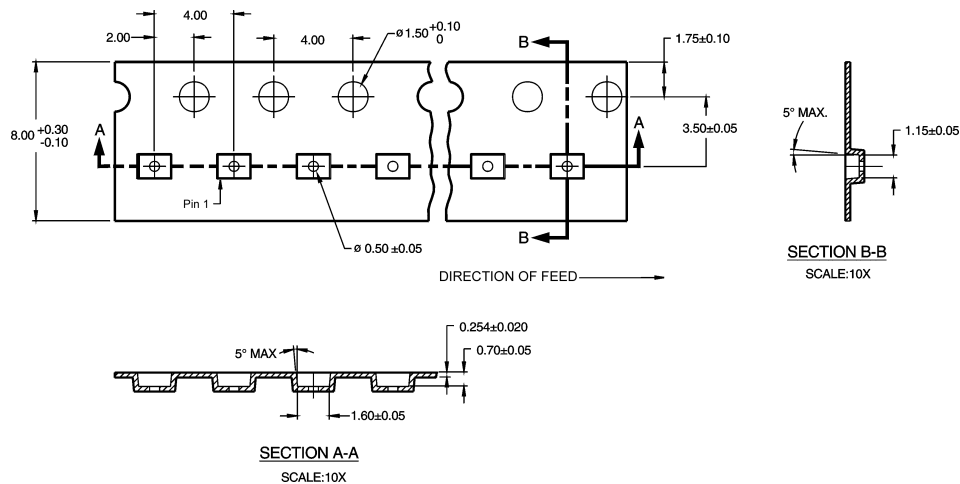 4.00
2.00
4.00
ø1.50 +0.10
0
B
1.75±0.10
8.00 +0.30
-0.10
A
A
3.50±0.05
5° MAX.
1.15±0.05
Pin 1
B
ø 0.50 ±0.05
SECTION B-B
SCALE:10X
DIRECTION OF FEED
0.254±0.020
5° MAX
0.70±0.05
1.60±0.05
SECTION A-A
SCALE:10X